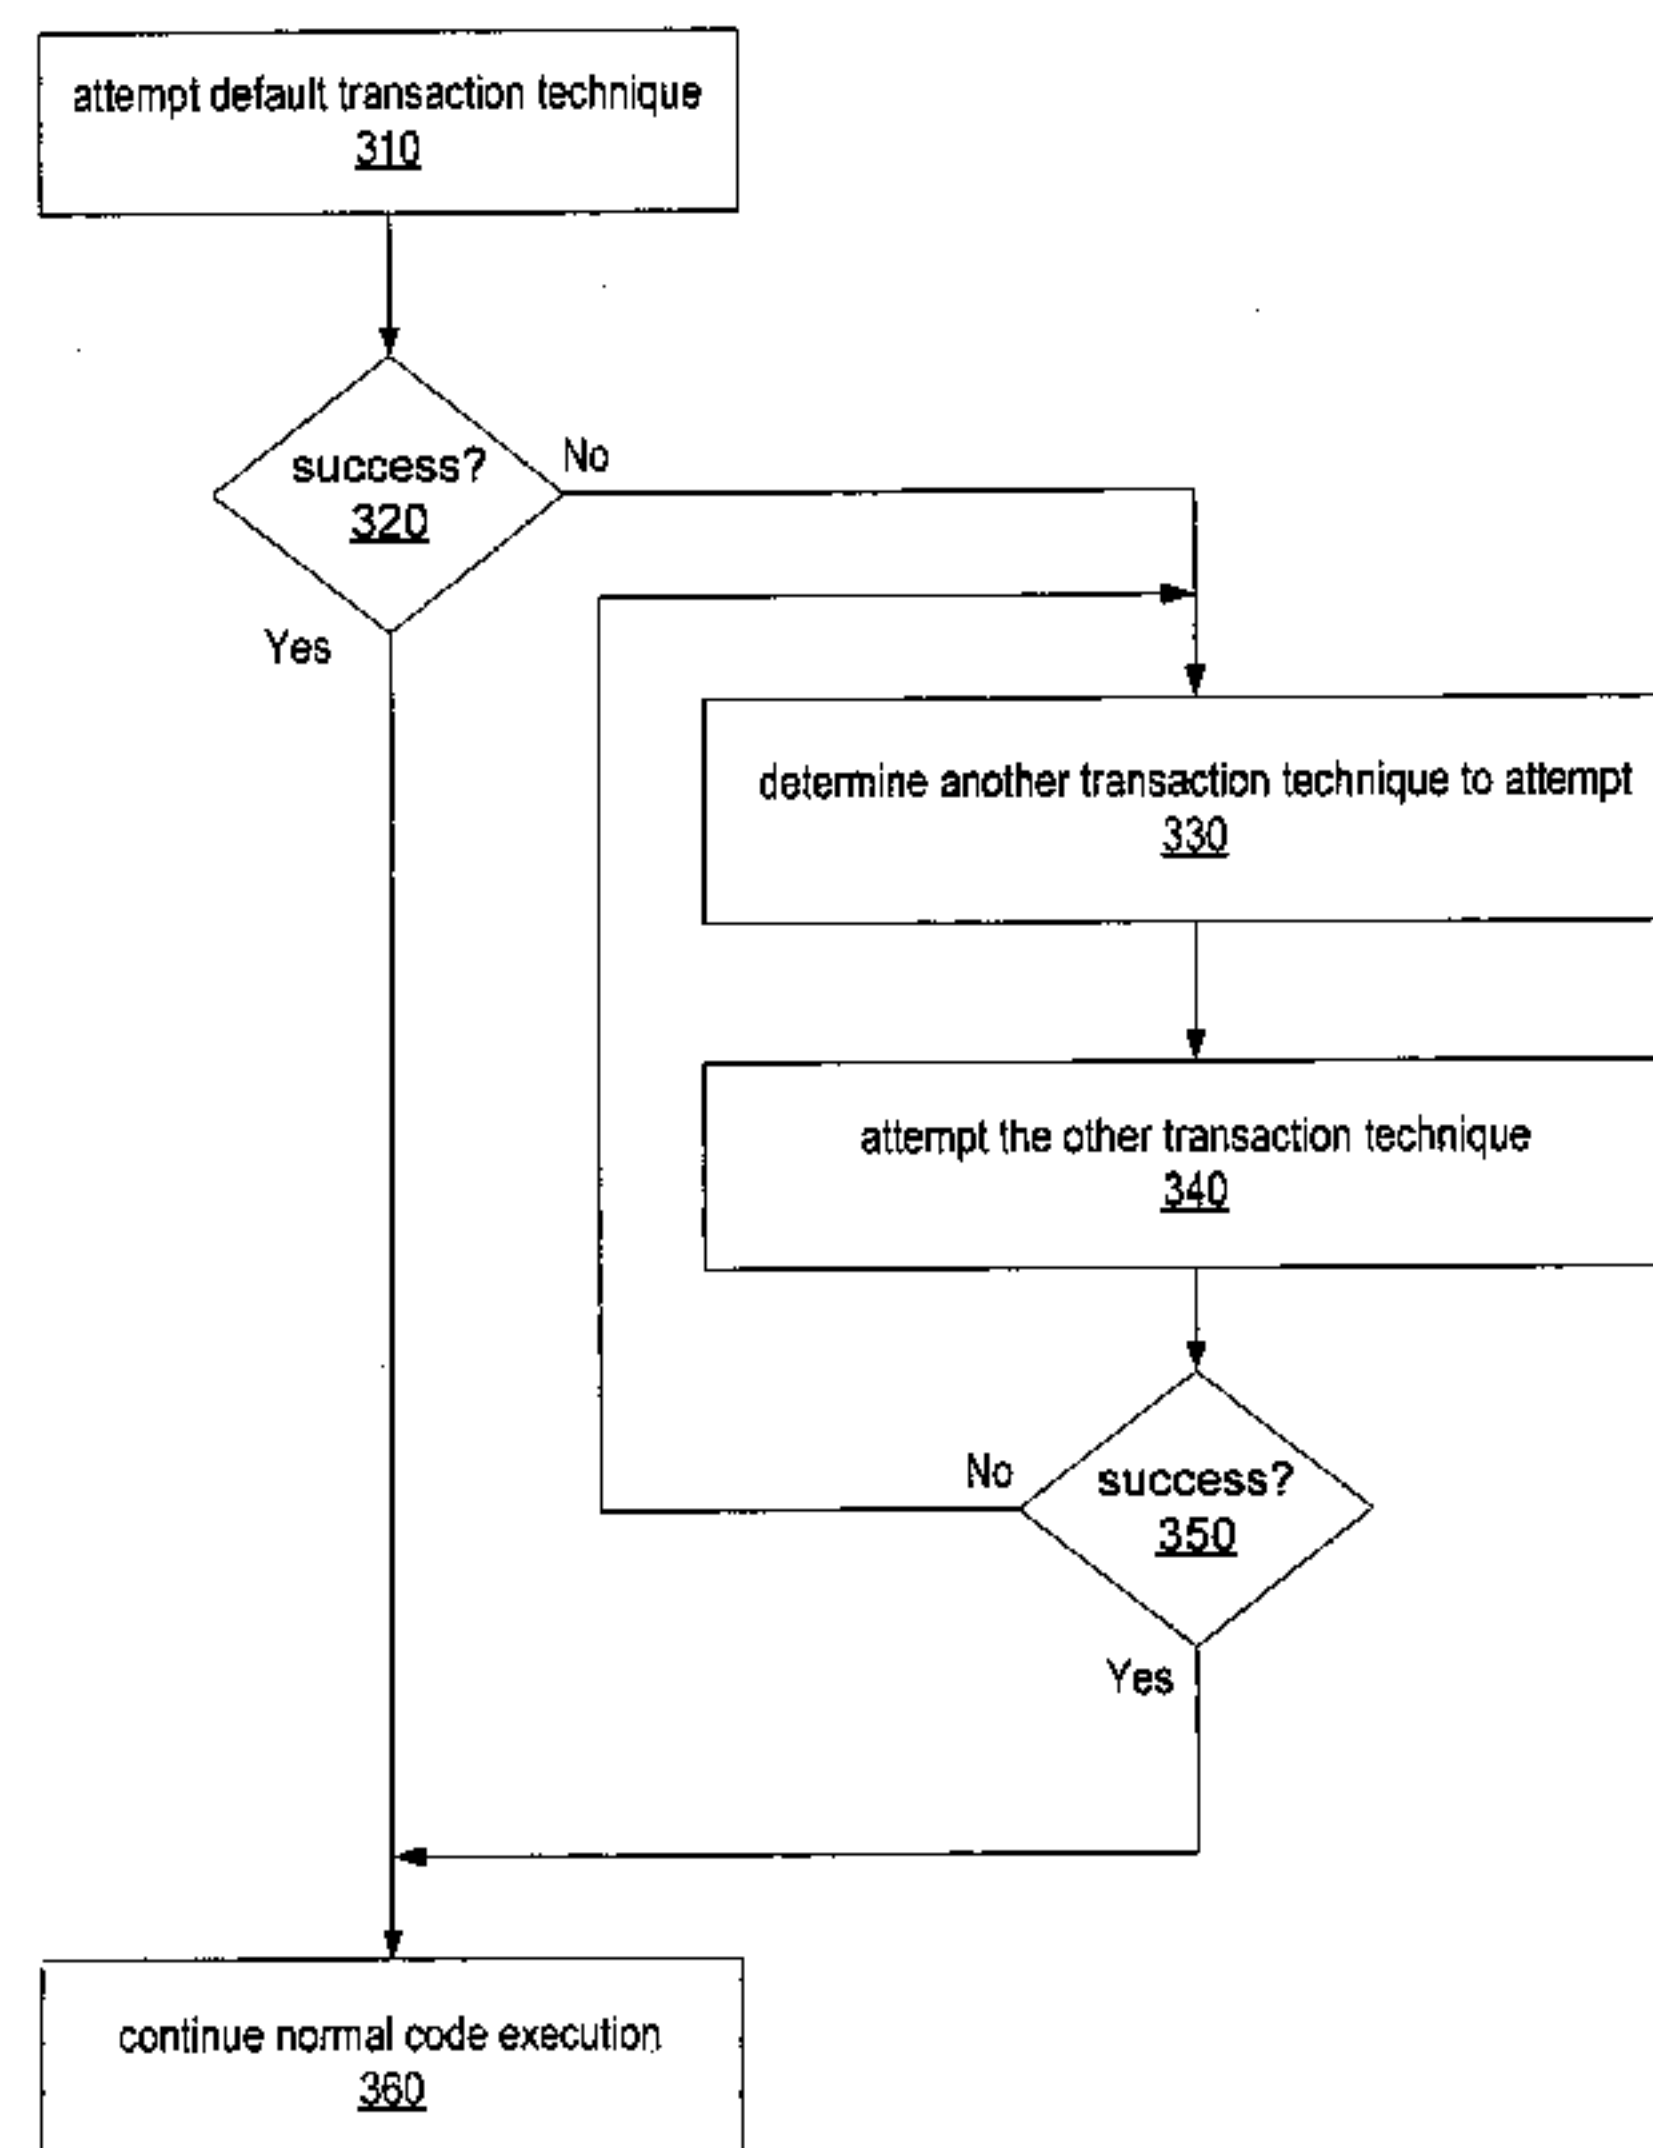 attempt default transaction technique
310
success?
320
No
Yes
determine another transaction technique to attempt
330
attempt the other transaction technique
340
No
success?
350
Yes
continue normal code execution
360